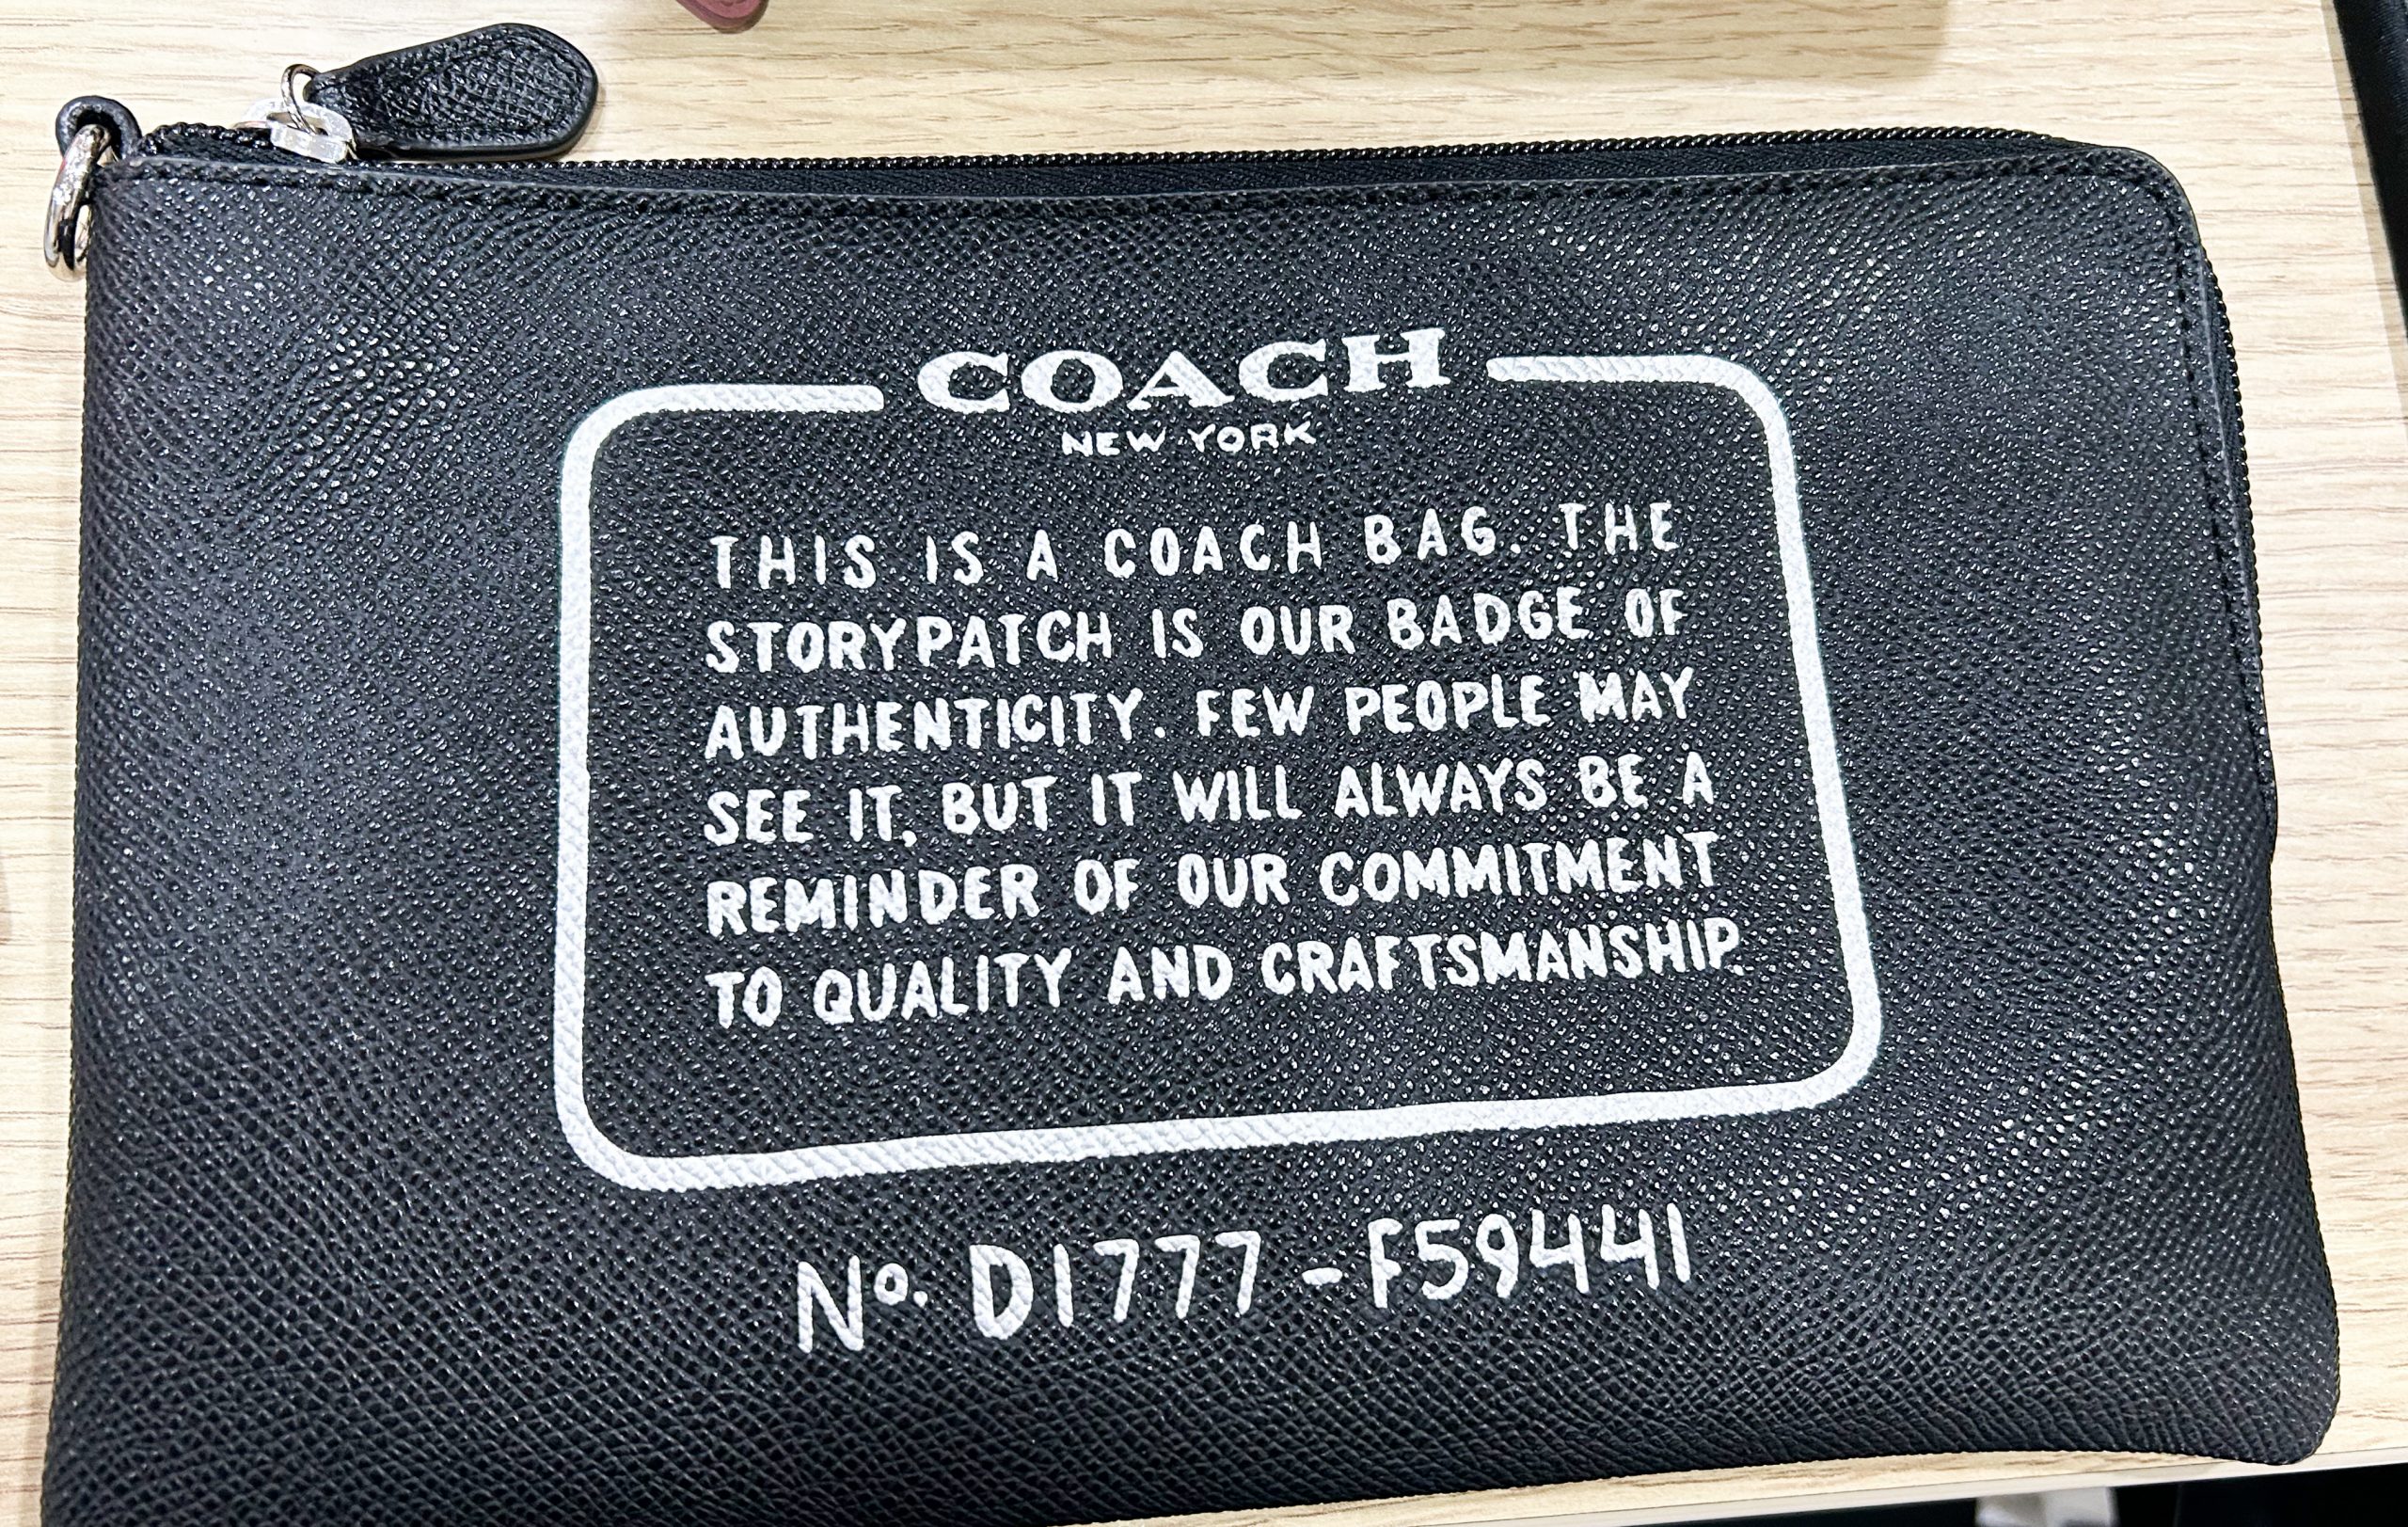 COACH
NEW YORK
THIS IS A COACH BAG. THE
STORYPATCH IS OUR BADGE OF
AUTHENTICITY. FEW PEOPLE MAY
SEE IT, BUT IT WILL ALWAYS BE A
REMINDER OF OUR COMMITMENT
TO QUALITY AND CRAFTSMANSHIP.
No. D1777-F59441